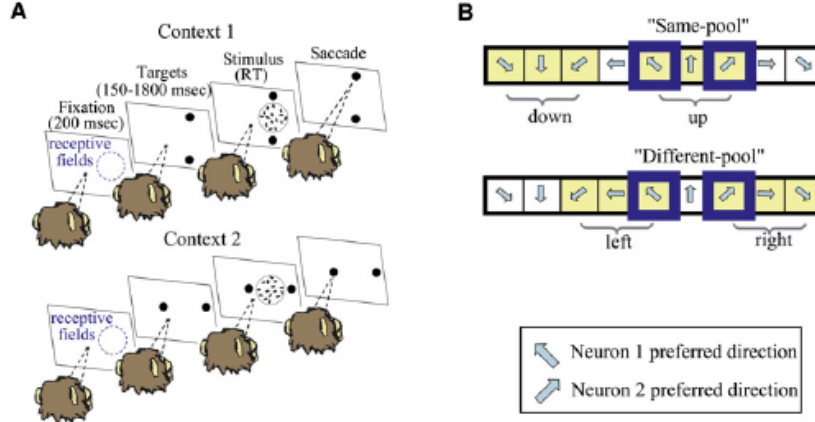 A
Context 1
Fixation
(200 msec)
Targets
(150-1800 msec)
Stimulus
(RT)
Saccade
receptive
fields
Context 2
receptive
fields
B
"Same-pool"
down
up
"Different-pool"
left
right
Neuron 1 preferred direction
Neuron 2 preferred direction